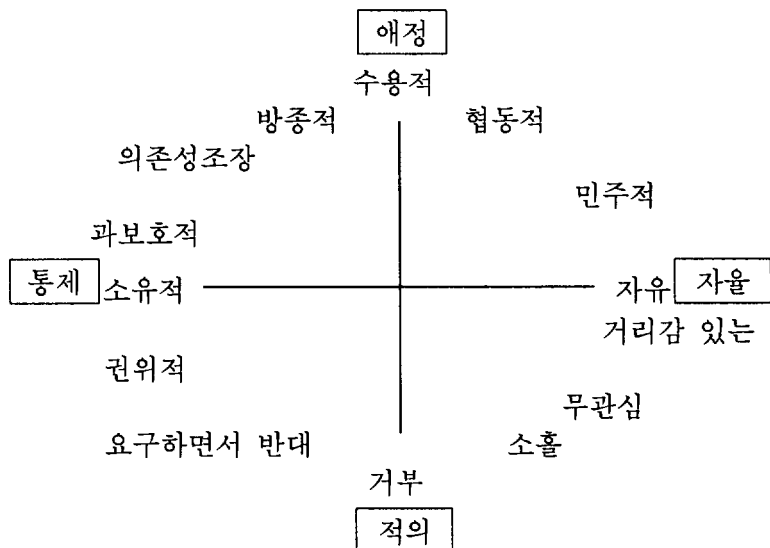 애정
수용적
방종적 협동적
의존성조장
민주적
과보호적
통제 소유적 자유 자율
거리감 있는
권위적
무관심
요구하면서 반대 소홀
거부
적의